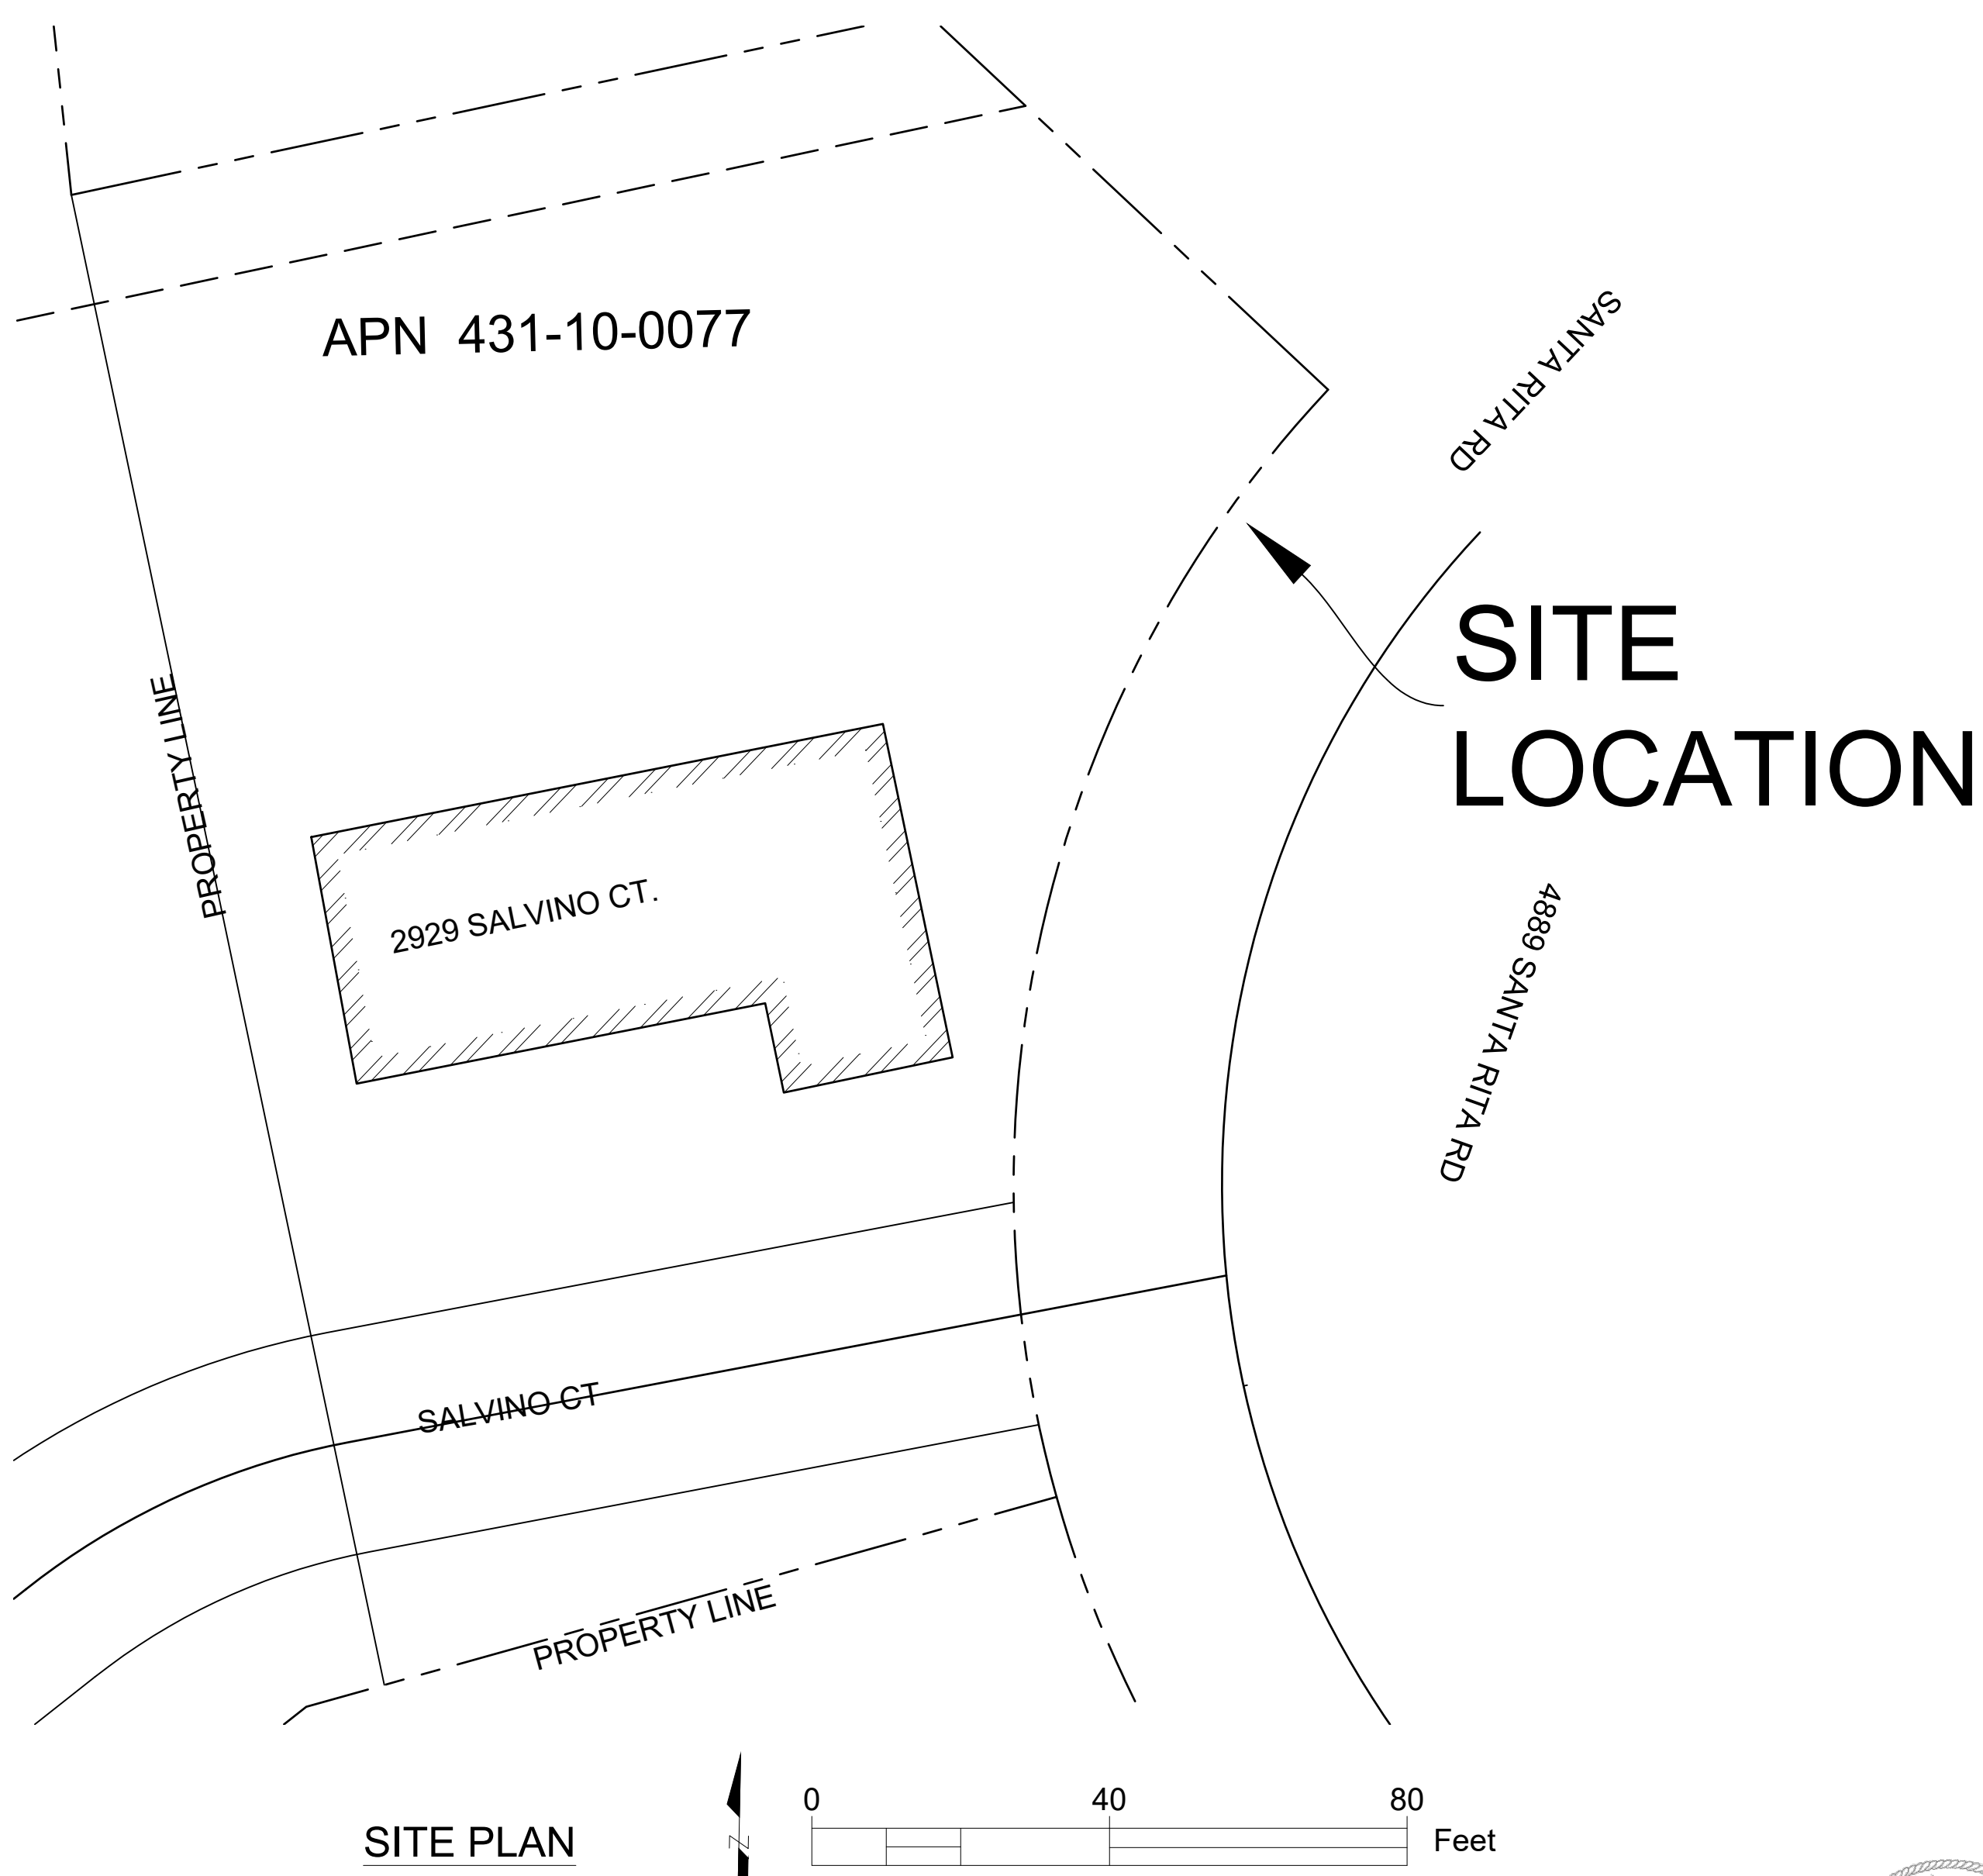 APN 431-10-0077
SANTA RITA RD
SITE
LOCATION
PROPERTY LINE
2929 SALVINO CT.
4889 SANTA RITA RD
SALVINO CT
PROPERTY LINE
SITE PLAN
N
0 40 80
Feet